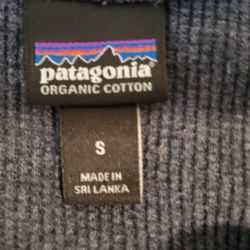 patagonia
ORGANIC COTTON
S
MADE IN
SRI LANKA